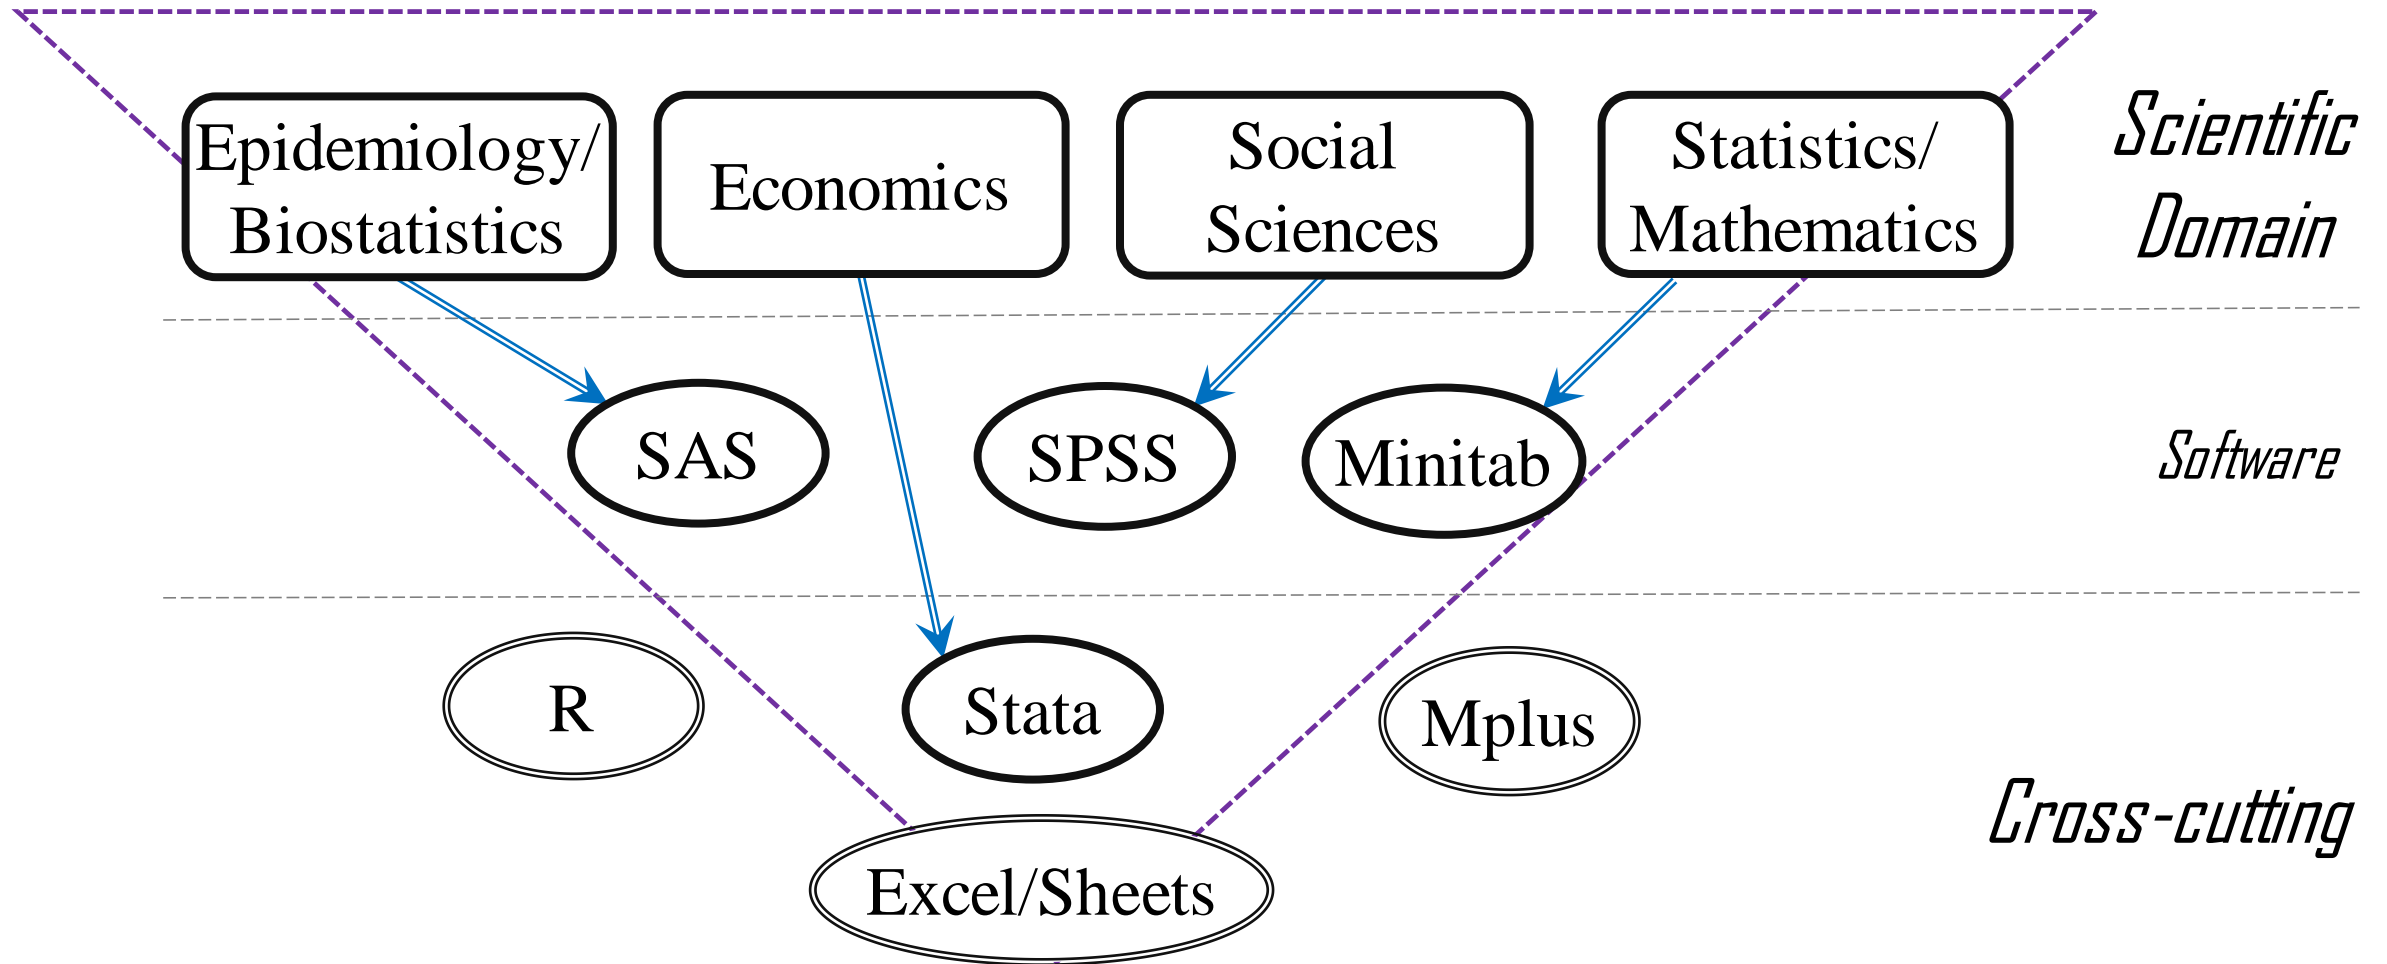 Epidemiology/
Biostatistics
Economics
Social
Sciences
Statistics/
Mathematics
Scientific
Domain
SAS
SPSS
Minitab
Software
R
Stata
Mplus
Cross-cutting
Excel/Sheets